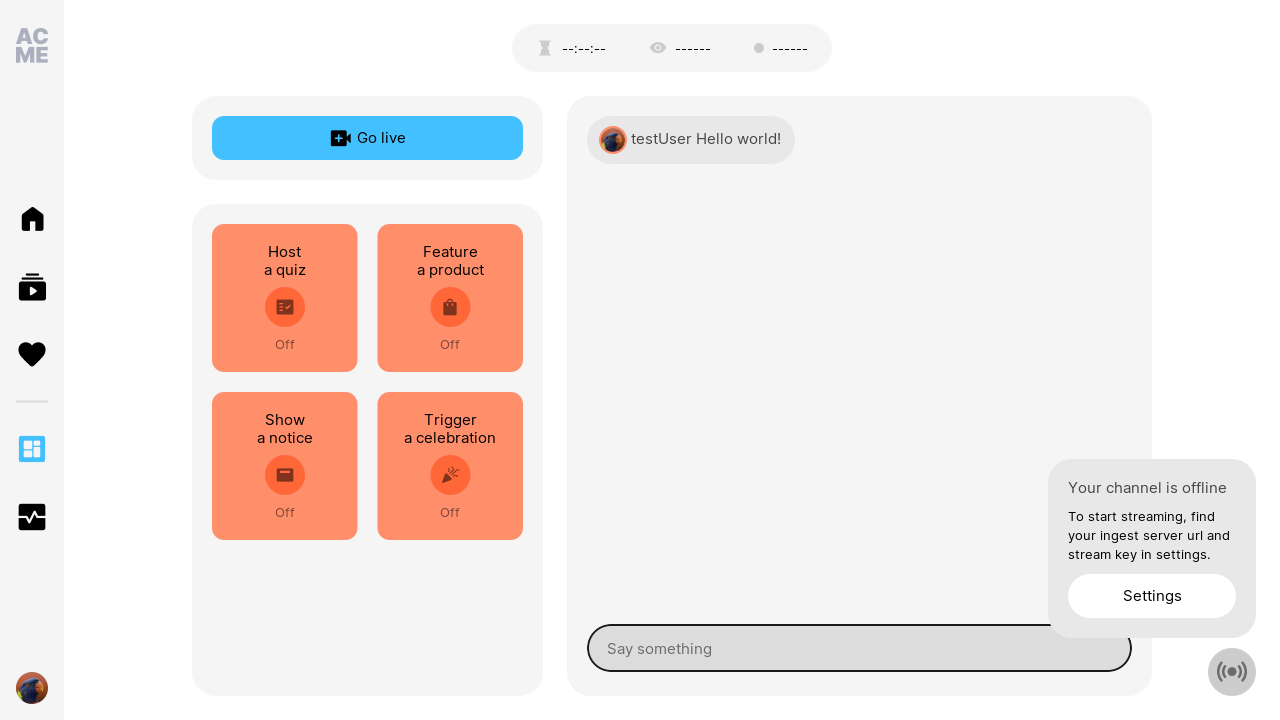 AC
ME
--:--:--
------
------
Go live
testUser Hello world!
Host
a quiz
Off
Feature
a product
Off
Show
a notice
Off
Trigger
a celebration
Off
Your channel is offline
To start streaming, find
your ingest server url and
stream key in settings.
Settings
Say something